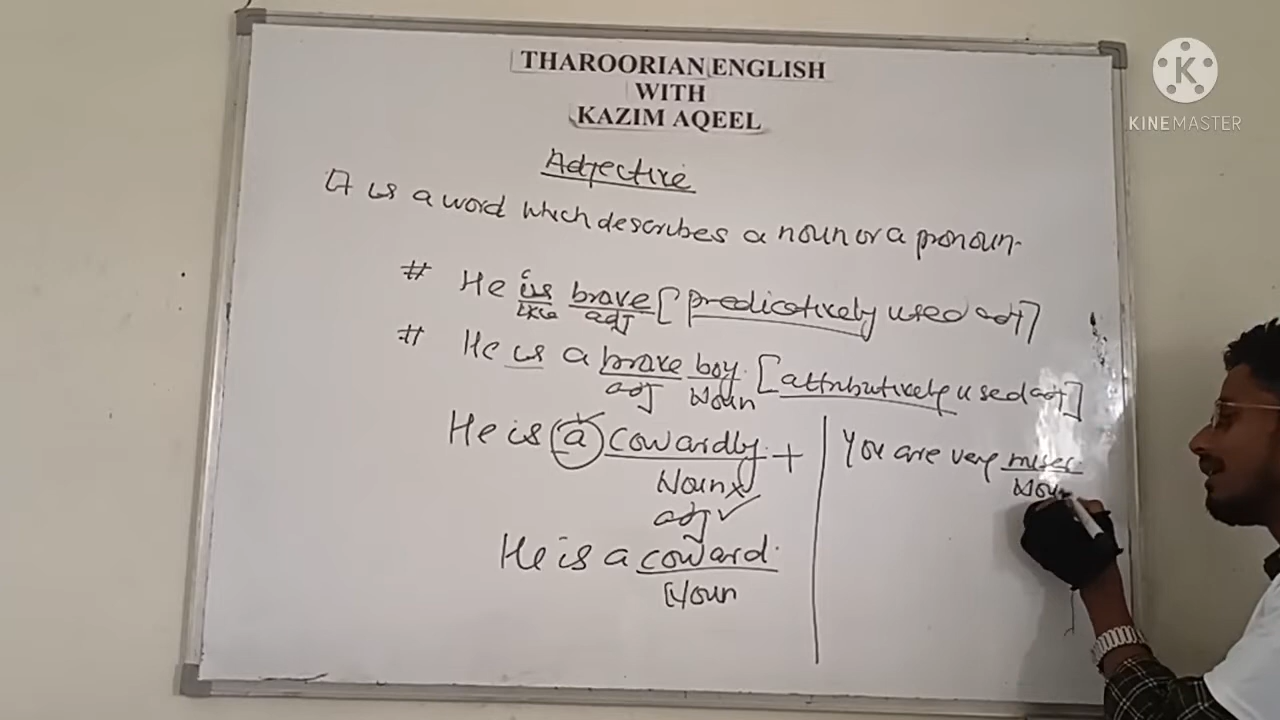 THAROORIAN ENGLISH
WITH
KAZIM AQEEL
Adjective
It is a word which describes a noun or a pronoun.
# He is brave [predicatively used adj]
adj
# He is a brave boy. [attributively used adj]
adj Noun
He is a cowardly +
Noun x
adj ✓
He is a coward.
Noun
You are very miser.
Nou
K
KINEMASTER